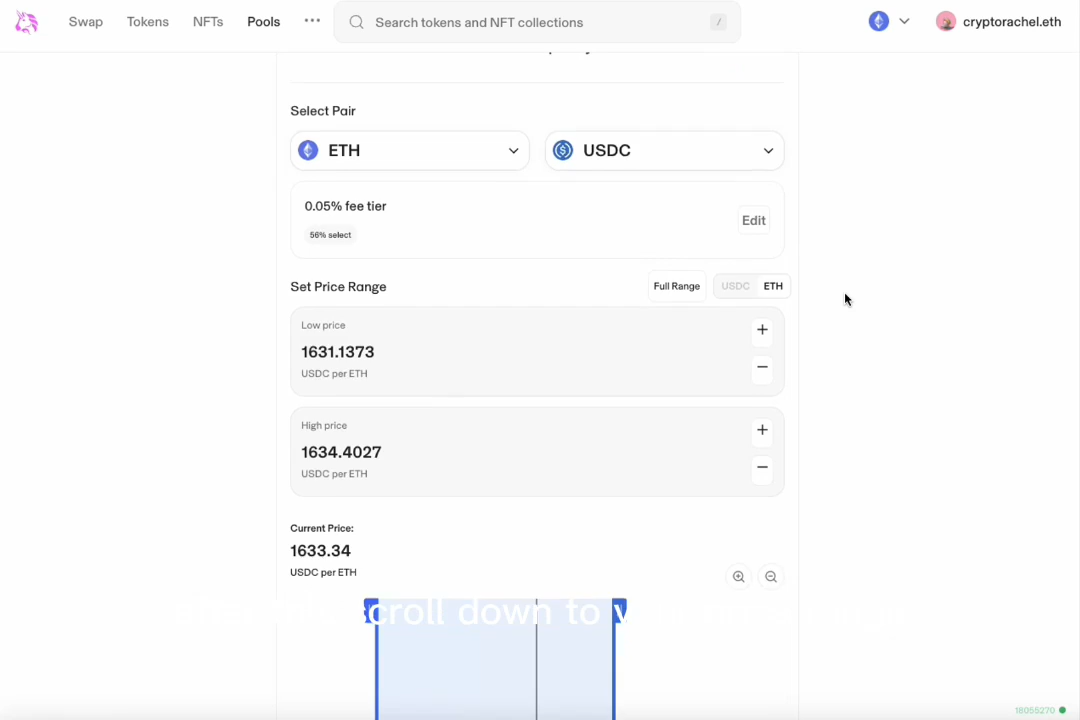 Swap Tokens NFTs Pools ••• Search tokens and NFT collections / cryptorachel.eth
Select Pair
ETH USDC
0.05% fee tier
56% select
Edit
Set Price Range Full Range USDC ETH
Low price
1631.1373
USDC per ETH
+
−
High price
1634.4027
USDC per ETH
+
−
Current Price:
1633.34
USDC per ETH
scroll down to
18055270